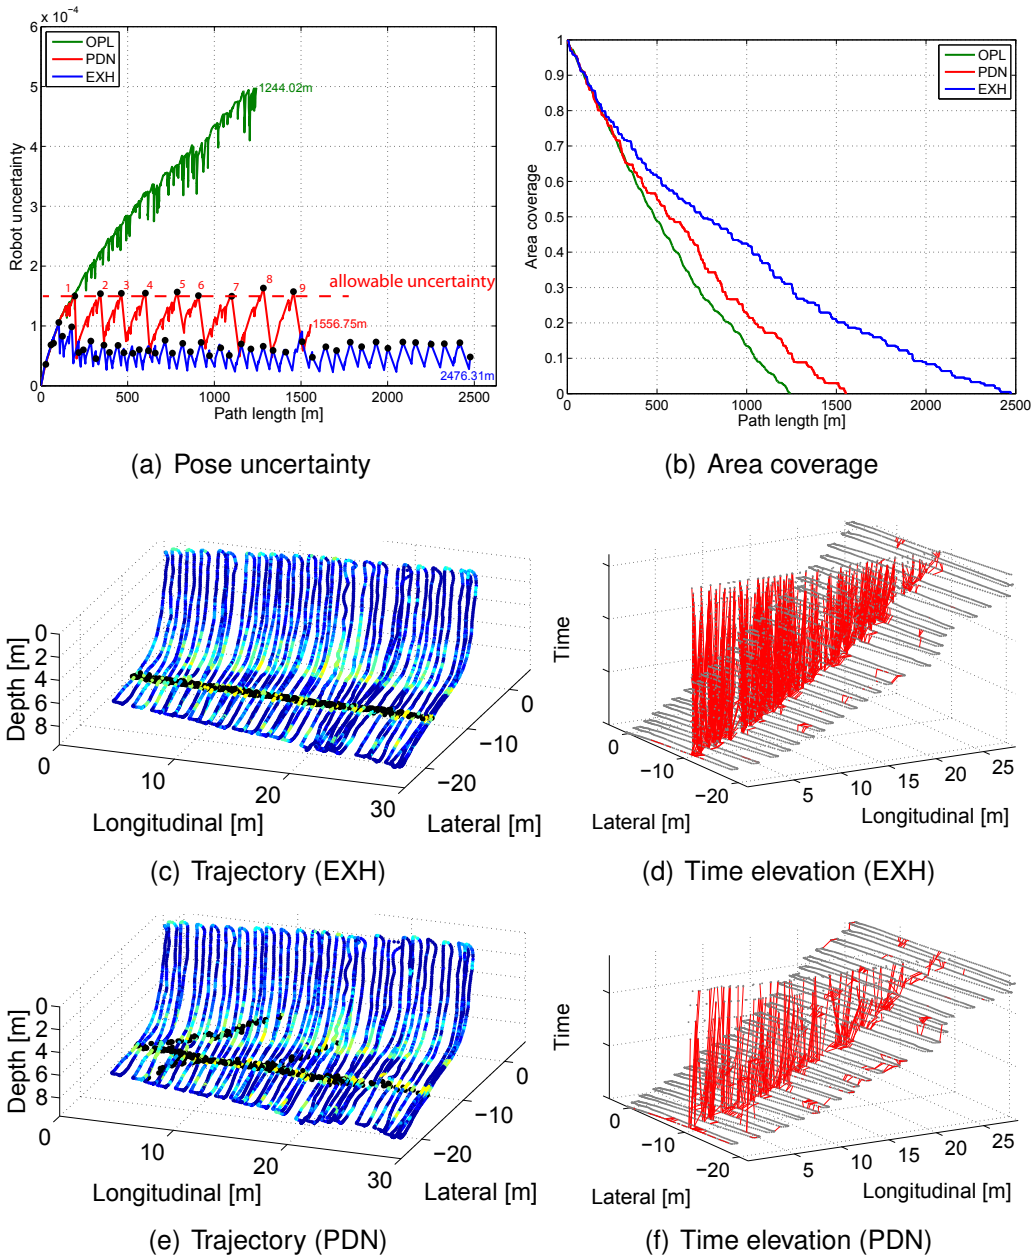 x 10⁻⁴
6
5
4
3
2
1
0
Robot uncertainty
OPL
PDN
EXH
1244.02m
allowable uncertainty
1 2 3 4 5 6 7 8 9
1556.75m
2476.31m
0 500 1000 1500 2000 2500
Path length [m]
(a) Pose uncertainty
1
0.9
0.8
0.7
0.6
0.5
0.4
0.3
0.2
0.1
0
Area coverage
OPL
PDN
EXH
0 500 1000 1500 2000 2500
Path length [m]
(b) Area coverage
Depth [m]
0
2
4
6
8
0 10 20 30
Longitudinal [m]
0
−10
−20
Lateral [m]
(c) Trajectory (EXH)
Time
0
−10
−20
Lateral [m]
5 10 15 20 25
Longitudinal [m]
(d) Time elevation (EXH)
Depth [m]
0
2
4
6
8
0 10 20 30
Longitudinal [m]
0
−10
−20
Lateral [m]
(e) Trajectory (PDN)
Time
0
−10
−20
Lateral [m]
5 10 15 20 25
Longitudinal [m]
(f) Time elevation (PDN)